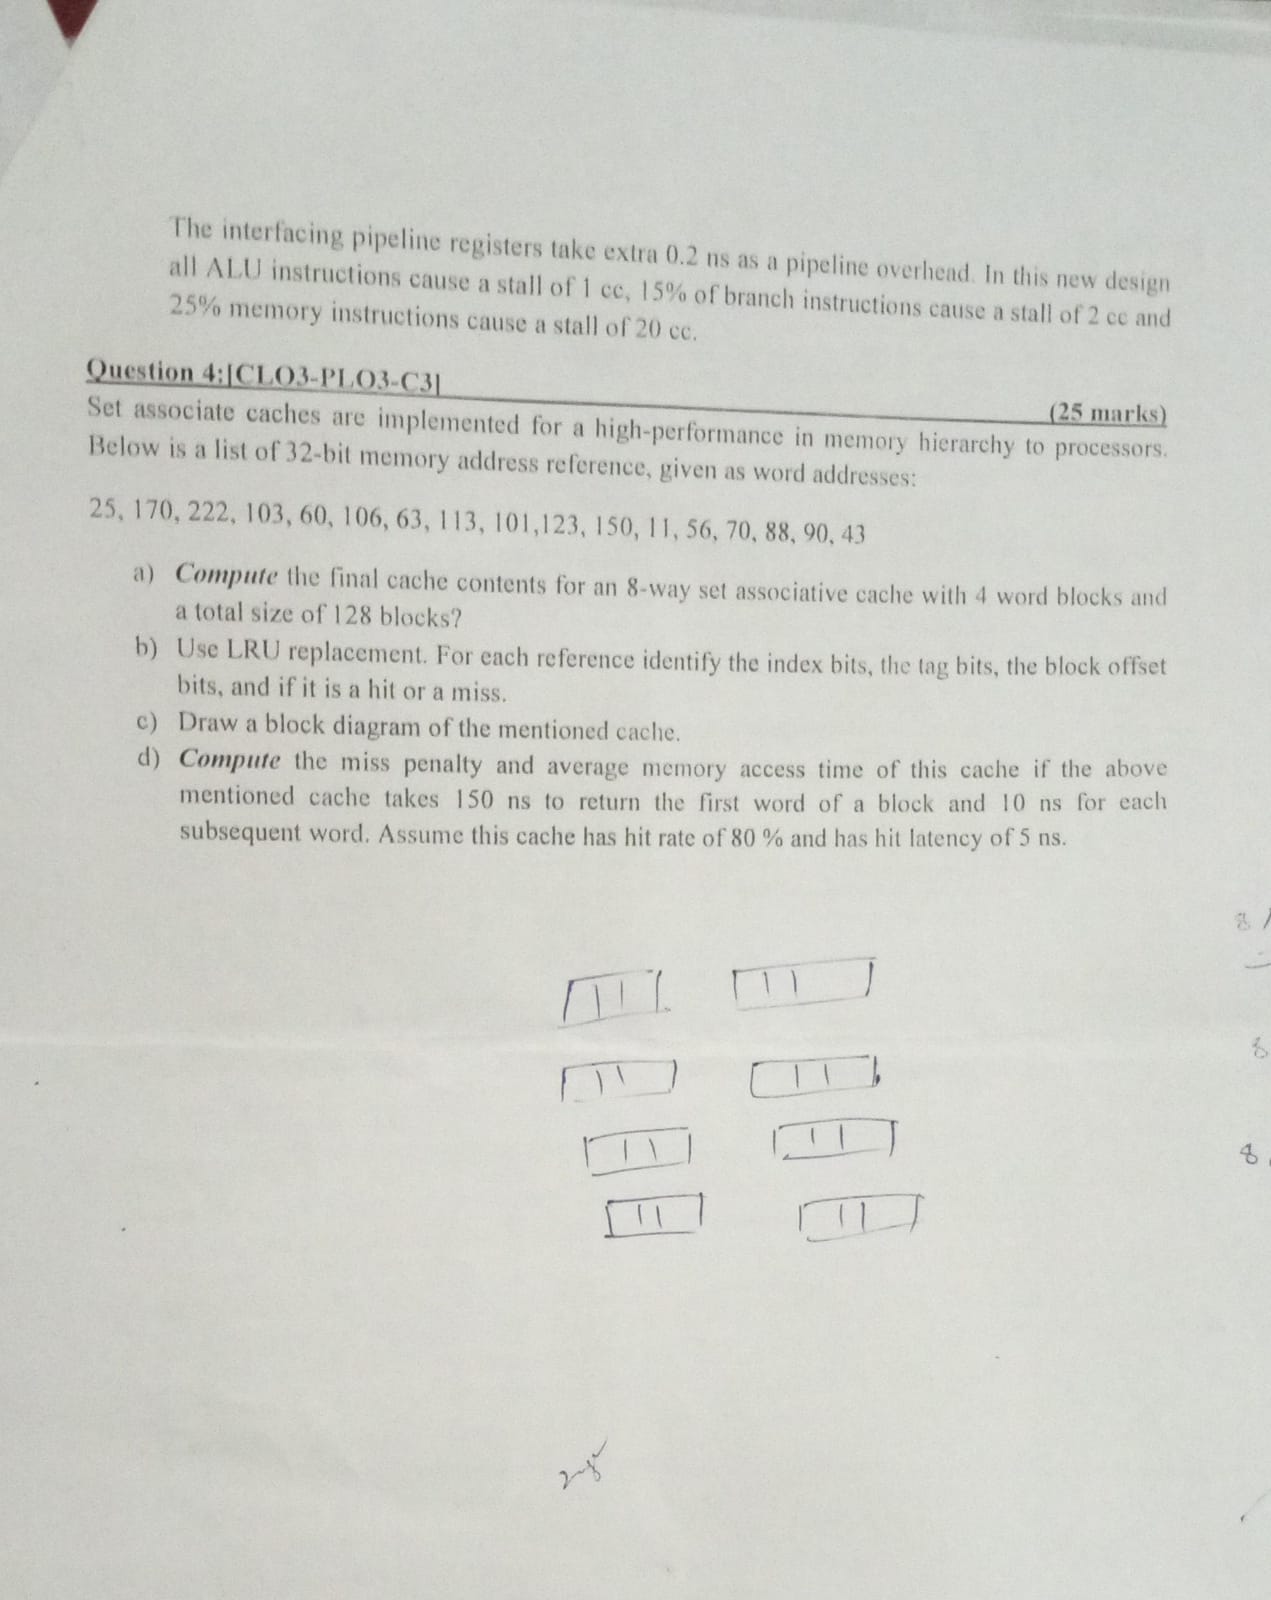 The interfacing pipeline registers take extra 0.2 ns as a pipeline overhead. In this new design
all ALU instructions cause a stall of 1 cc, 15% of branch instructions cause a stall of 2 cc and
25% memory instructions cause a stall of 20 cc.
Question 4:[CLO3-PLO3-C3]
(25 marks)
Set associate caches are implemented for a high-performance in memory hierarchy to processors.
Below is a list of 32-bit memory address reference, given as word addresses:
25, 170, 222, 103, 60, 106, 63, 113, 101,123, 150, 11, 56, 70, 88, 90, 43
a) Compute the final cache contents for an 8-way set associative cache with 4 word blocks and
a total size of 128 blocks?
b) Use LRU replacement. For each reference identify the index bits, the tag bits, the block offset
bits, and if it is a hit or a miss.
c) Draw a block diagram of the mentioned cache.
d) Compute the miss penalty and average memory access time of this cache if the above
mentioned cache takes 150 ns to return the first word of a block and 10 ns for each
subsequent word. Assume this cache has hit rate of 80 % and has hit latency of 5 ns.
8
8
8